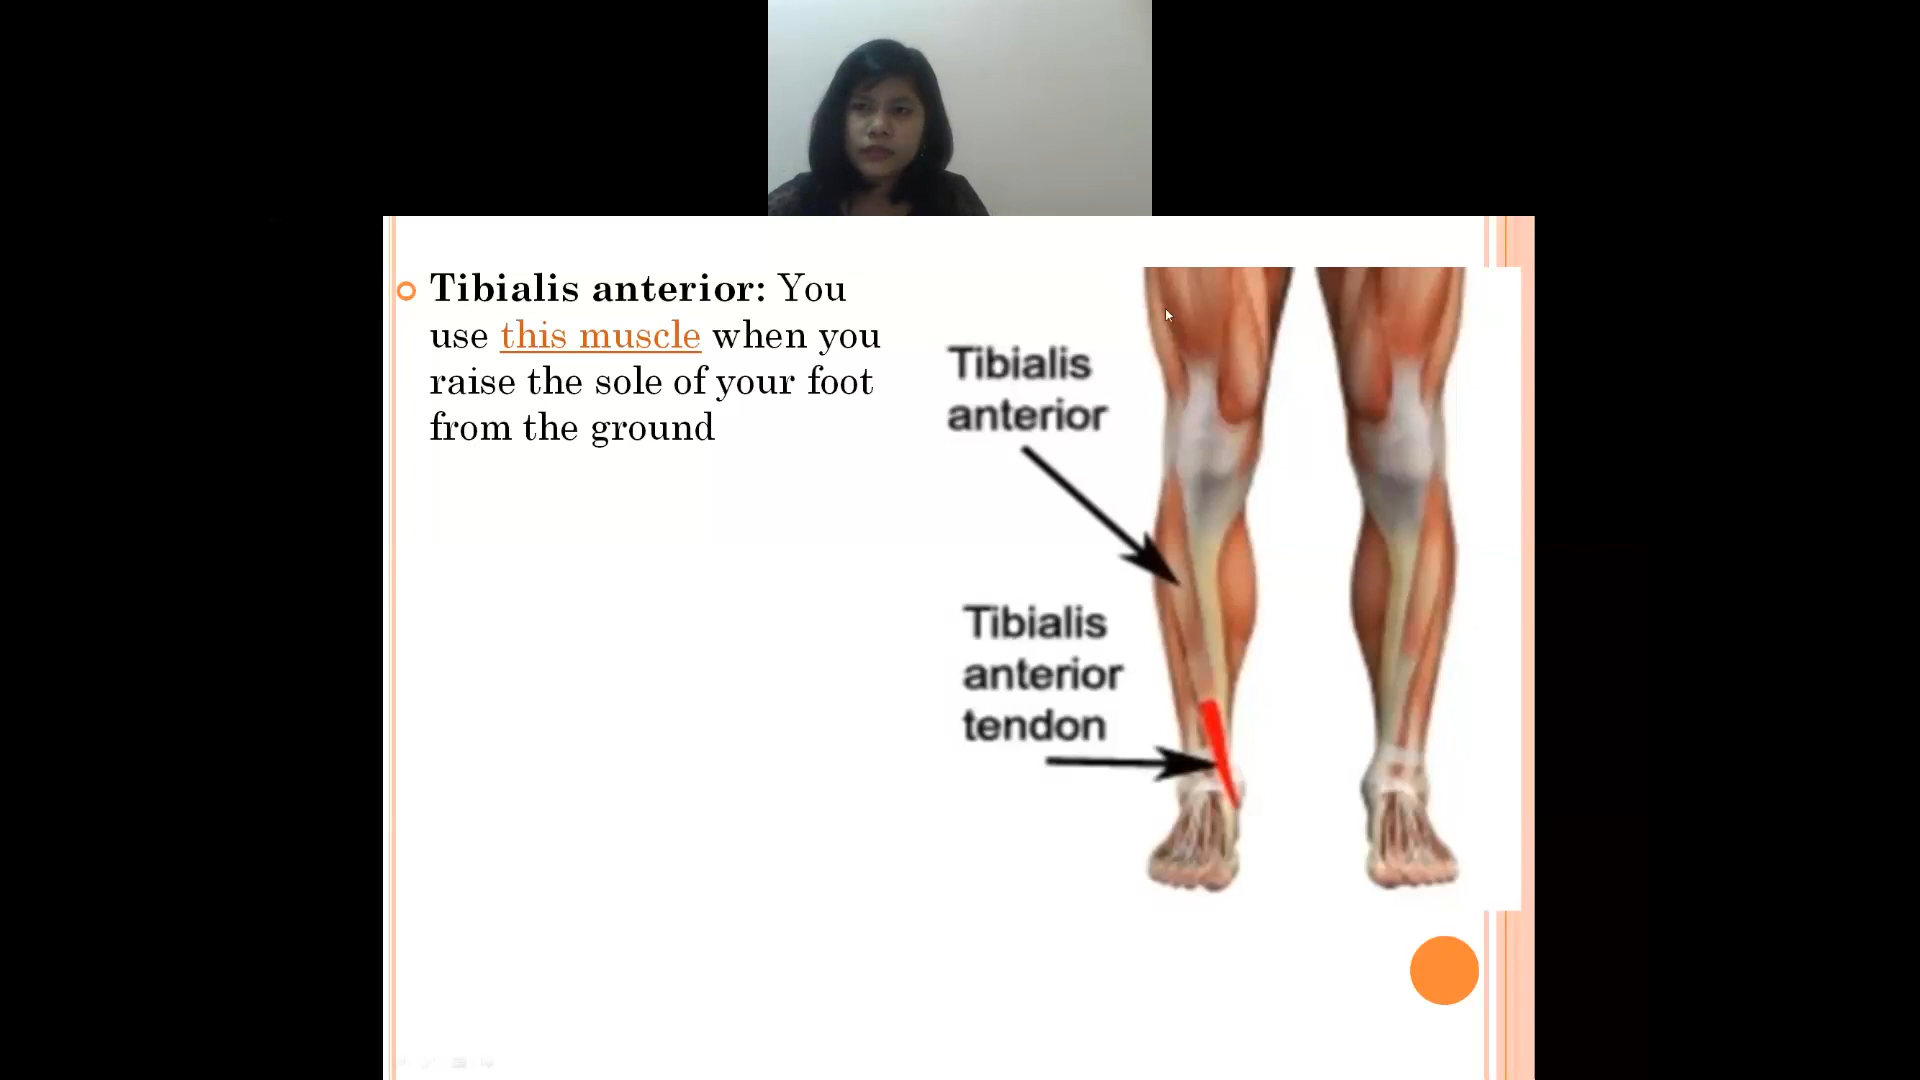 Tibialis anterior: You
use this muscle when you
raise the sole of your foot
from the ground
Tibialis
anterior
Tibialis
anterior
tendon